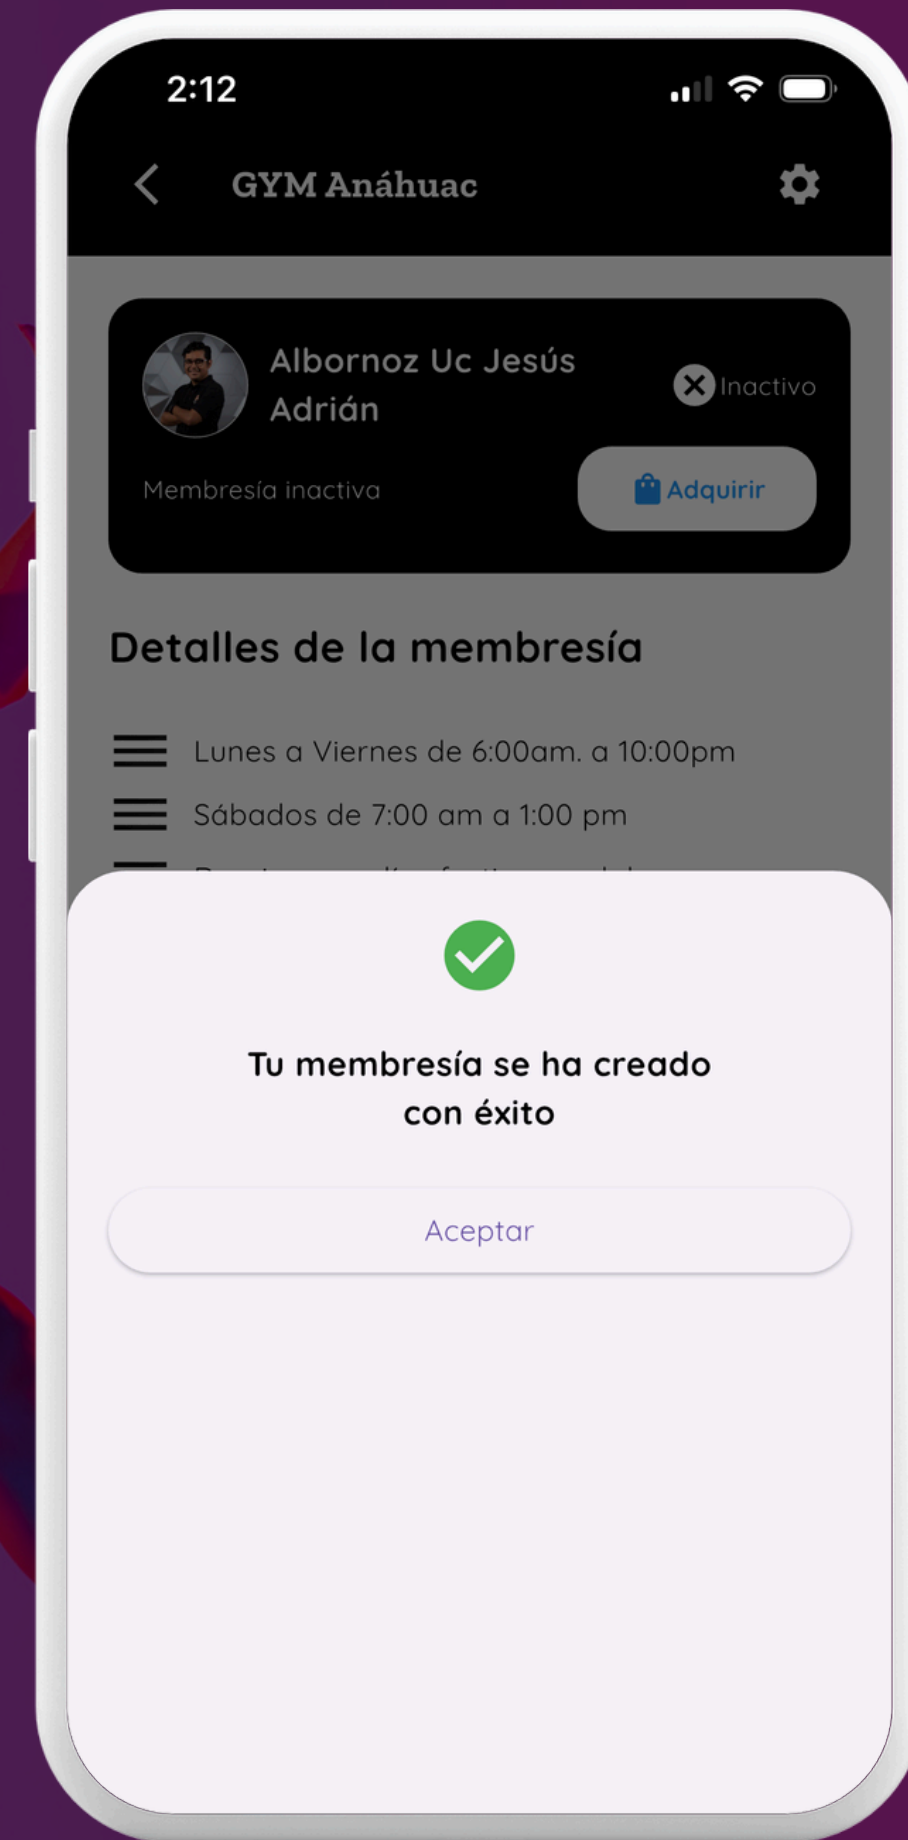 2:12
GYM Anáhuac
Albornoz Uc Jesús
Adrián
Inactivo
Membresía inactiva
Adquirir
Detalles de la membresía
Lunes a Viernes de 6:00am. a 10:00pm
Sábados de 7:00 am a 1:00 pm
Tu membresía se ha creado
con éxito
Aceptar